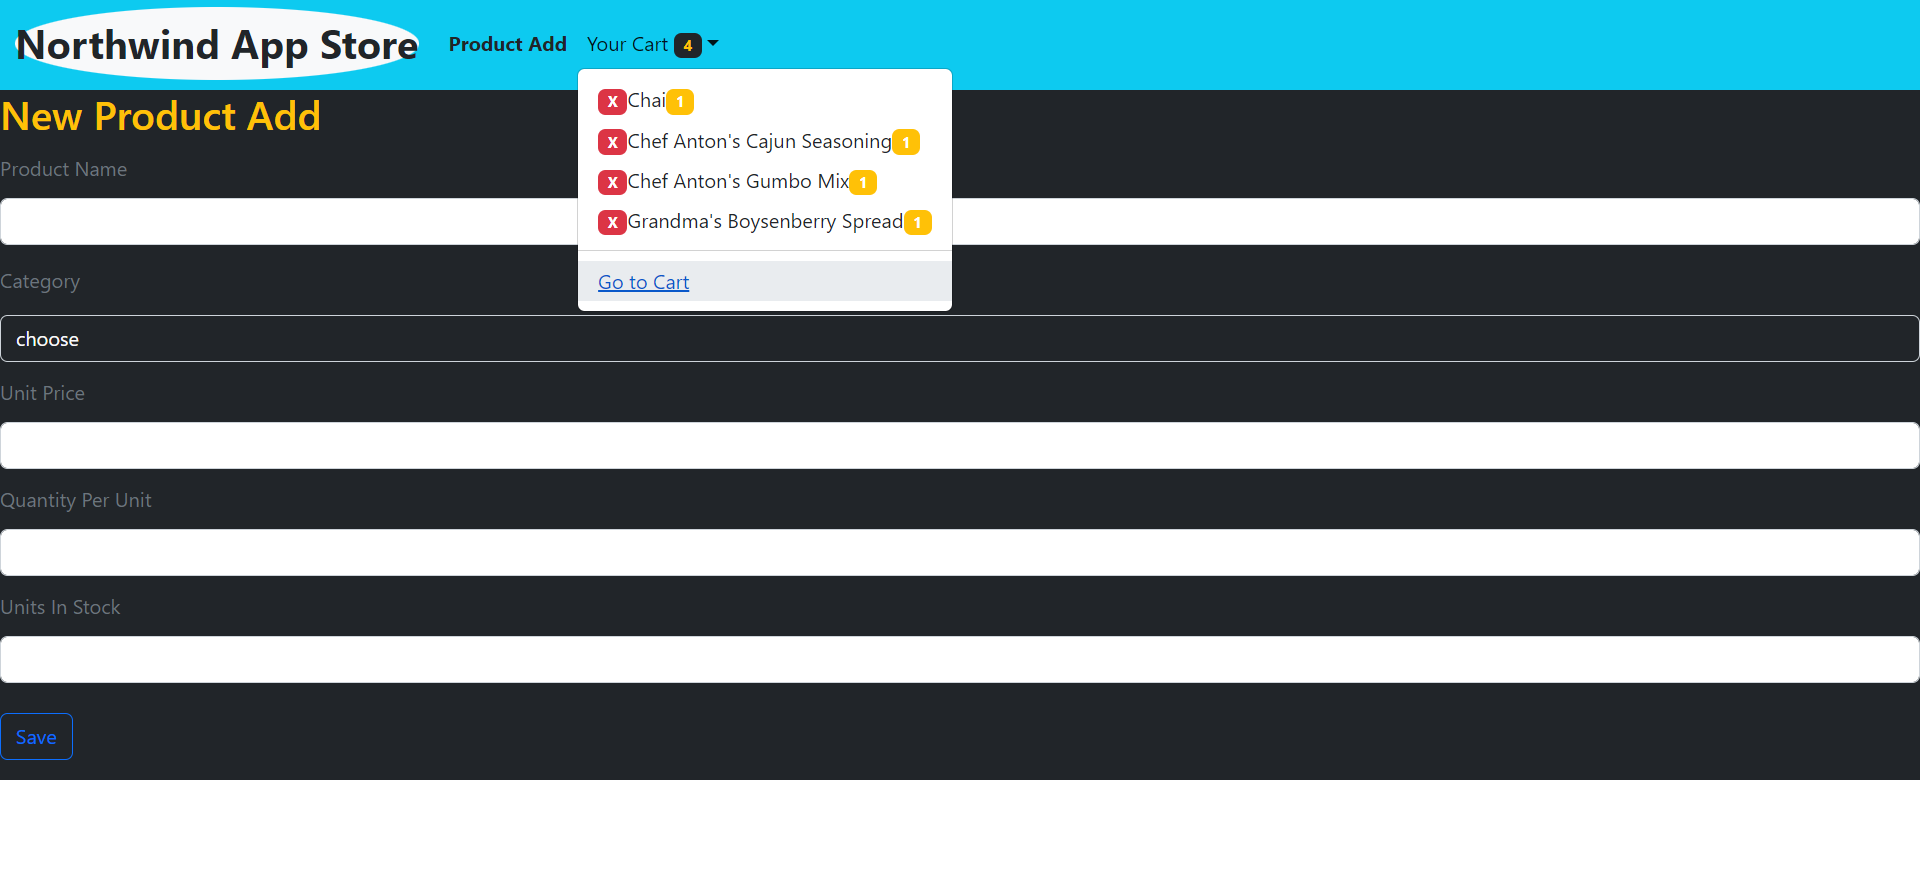 Northwind App Store Product Add Your Cart 4
X Chai 1
X Chef Anton's Cajun Seasoning 1
X Chef Anton's Gumbo Mix 1
X Grandma's Boysenberry Spread 1
Go to Cart
New Product Add
Product Name
Category
choose
Unit Price
Quantity Per Unit
Units In Stock
Save